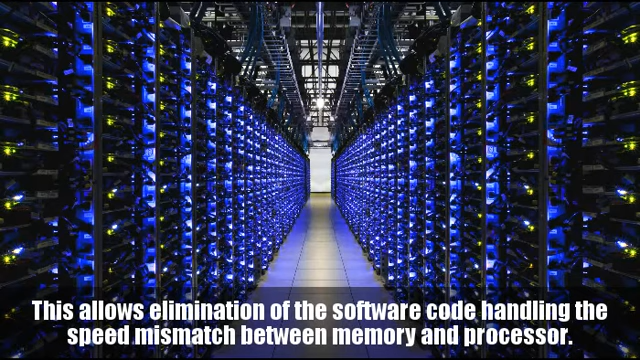 This allows elimination of the software code handling the
speed mismatch between memory and processor.